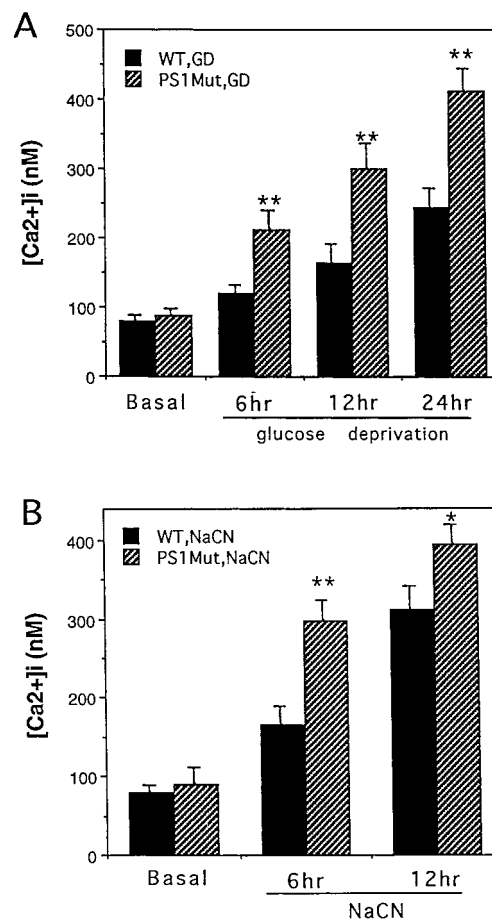 A
500
400
300
200
100
0
[Ca2+]i (nM)
WT,GD
PS1Mut,GD
**
**
**
Basal
6hr
12hr
24hr
glucose deprivation
B
400
300
200
100
0
[Ca2+]i (nM)
WT,NaCN
PS1Mut,NaCN
**
*
Basal
6hr
12hr
NaCN